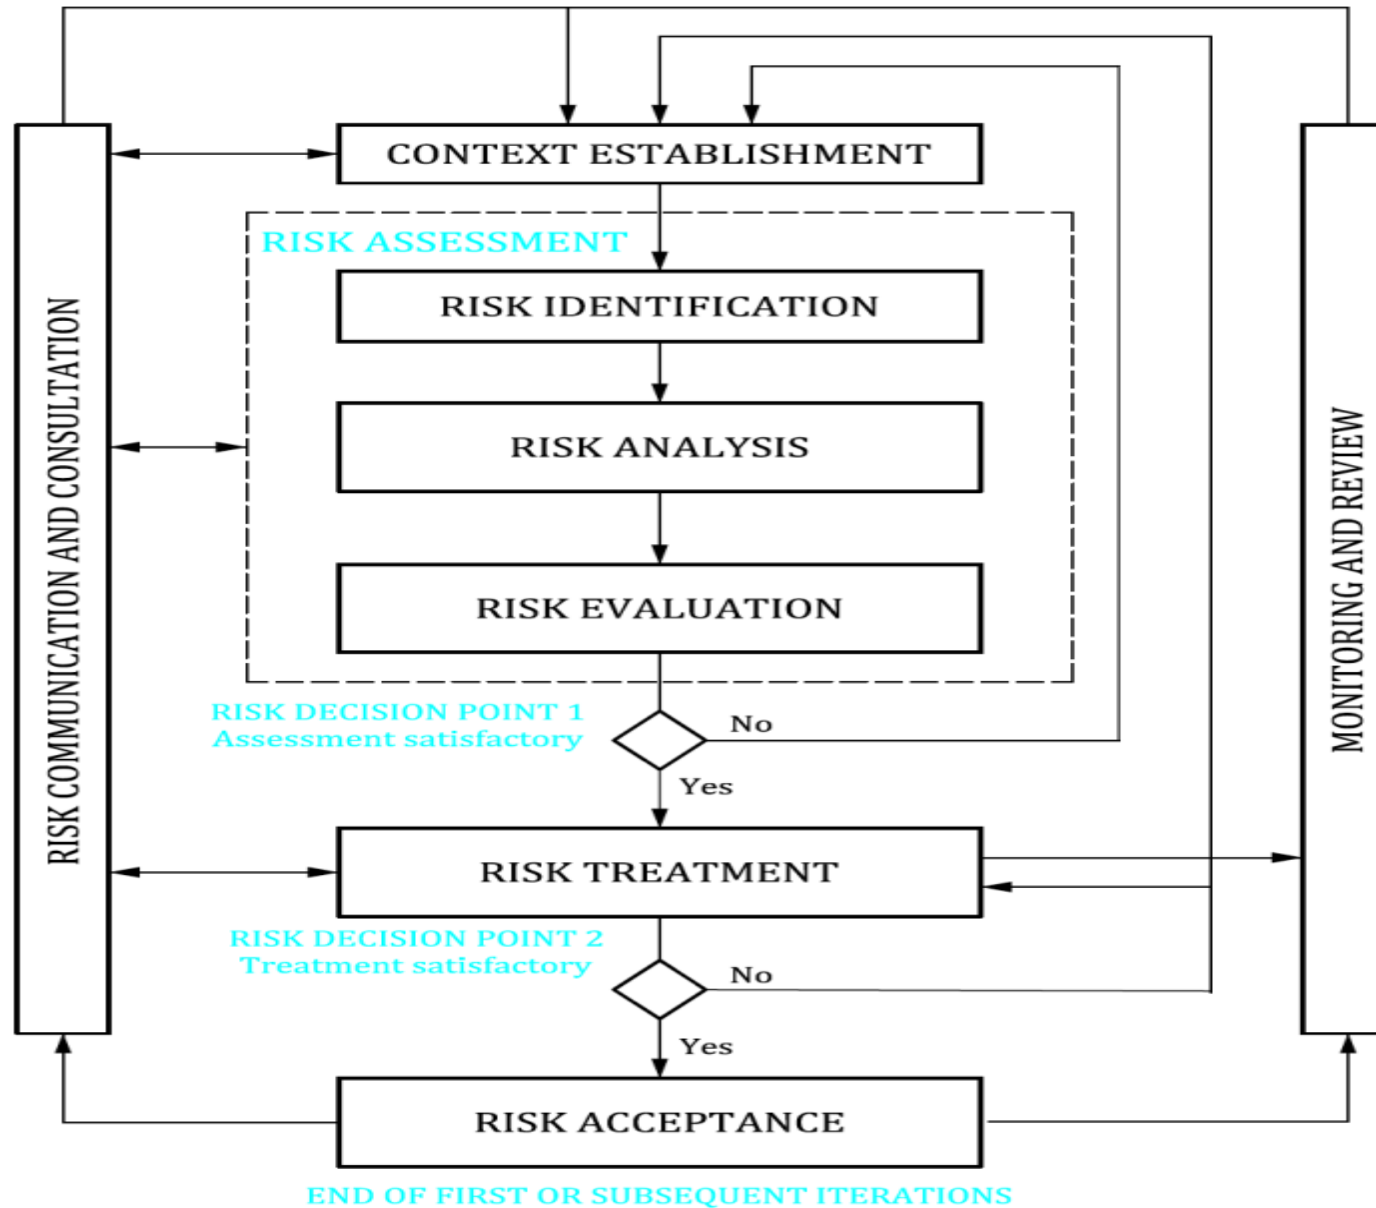 CONTEXT ESTABLISHMENT
RISK ASSESSMENT
RISK IDENTIFICATION
RISK ANALYSIS
RISK EVALUATION
RISK DECISION POINT 1
Assessment satisfactory
No
Yes
RISK TREATMENT
RISK DECISION POINT 2
Treatment satisfactory
No
Yes
RISK ACCEPTANCE
END OF FIRST OR SUBSEQUENT ITERATIONS
RISK COMMUNICATION AND CONSULTATION
MONITORING AND REVIEW